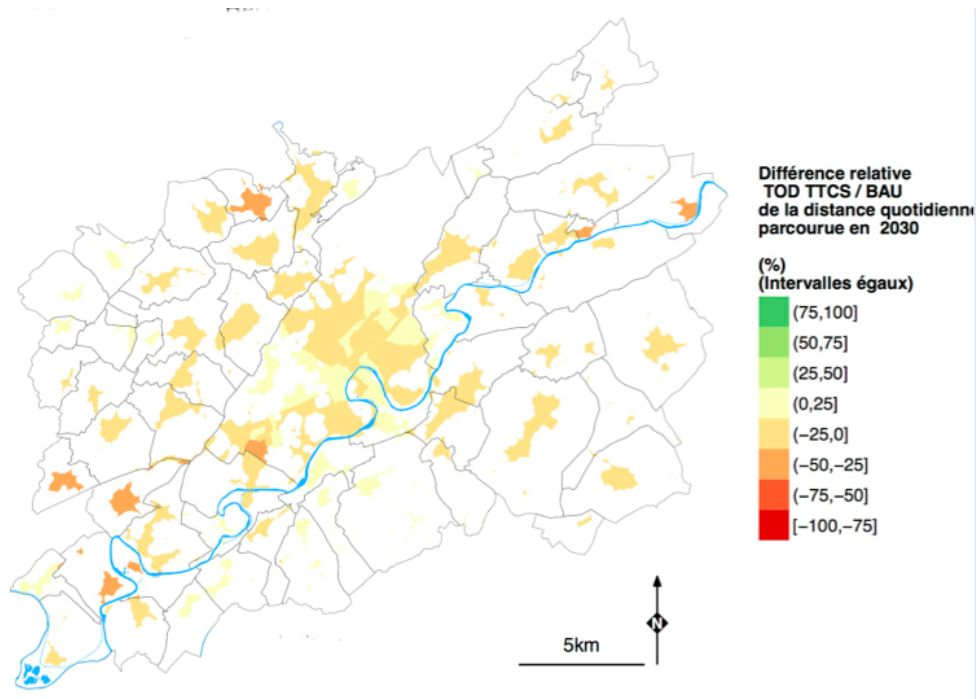 Différence relative
TOD TTCS / BAU
de la distance quotidienne
parcourue en 2030
(%)
(Intervalles égaux)
(75,100]
(50,75]
(25,50]
(0,25]
(−25,0]
(−50,−25]
(−75,−50]
[−100,−75]
N
5km